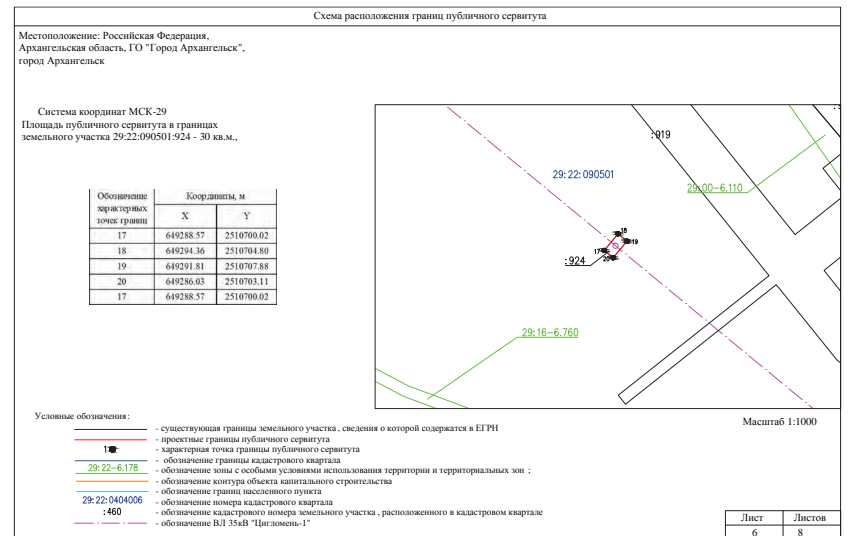 Схема расположения границ публичного сервитута
Местоположение: Российская Федерация,
Архангельская область, ГО "Город Архангельск",
город Архангельск
Система координат МСК-29
Площадь публичного сервитута в границах
земельного участка 29:22:090501:924 - 30 кв.м.,
Обозначение характерных точек границ Координаты, м
X Y
17 649288.57 2510700.02
18 649294.36 2510704.80
19 649291.81 2510707.88
20 649286.03 2510703.11
17 649288.57 2510700.02
:919
29:22:090501
29:00-6.110
18
19
17
20
:924
29:16-6.760
Масштаб 1:1000
Условные обозначения:
- существующая границы земельного участка , сведения о которой содержатся в ЕГРН
- проектные границы публичного сервитута
1 - характерная точка границы публичного сервитута
- обозначение границы кадастрового квартала
29:22-6.178 - обозначение зоны с особыми условиями использования территории и территориальных зон ;
- обозначение контура объекта капитального строительства
- обозначение границ населенного пункта
29:22:0404006 - обозначение номера кадастрового квартала
:460 - обозначение кадастрового номера земельного участка , расположенного в кадастровом квартале
- обозначение ВЛ 35кВ "Цигломень-1"
Лист Листов
6 8